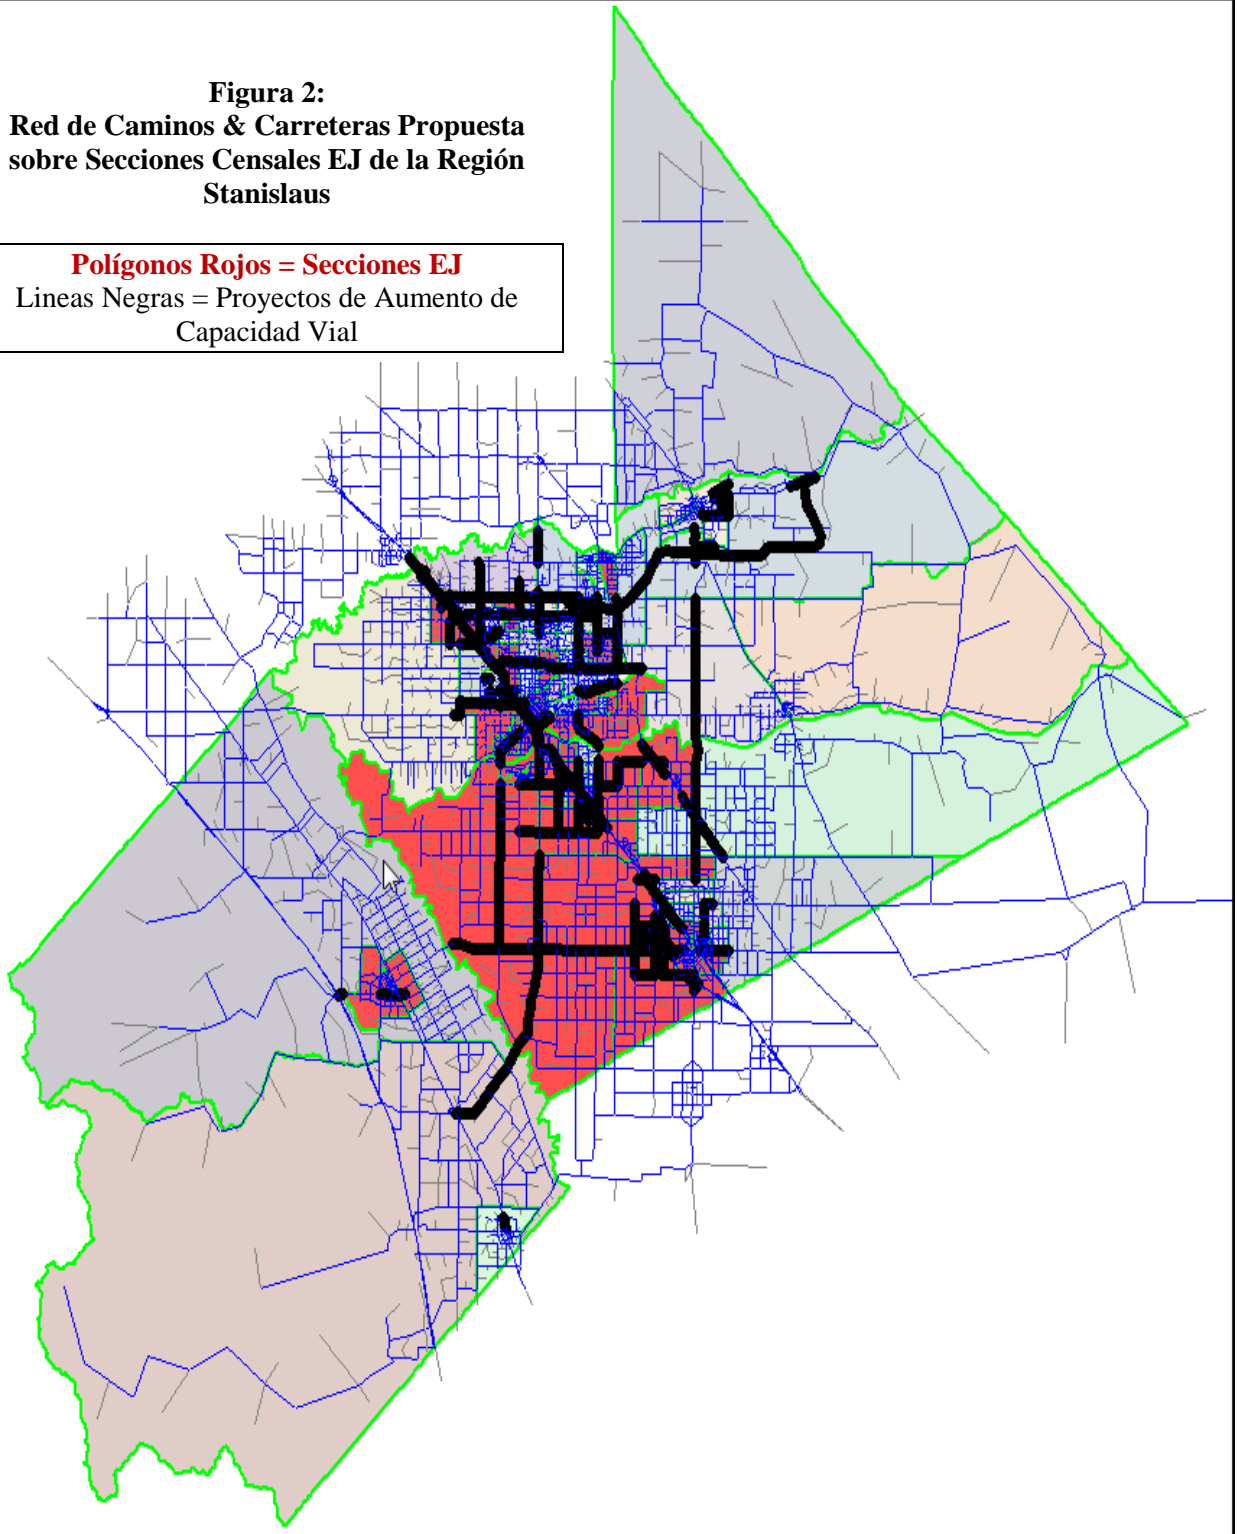 Figura 2:
Red de Caminos & Carreteras Propuesta
sobre Secciones Censales EJ de la Región
Stanislaus
Polígonos Rojos = Secciones EJ
Lineas Negras = Proyectos de Aumento de
Capacidad Vial